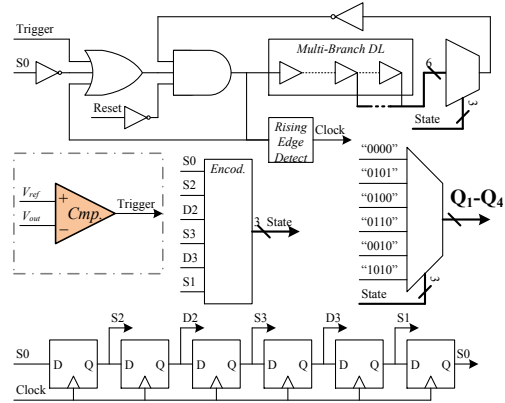 Trigger
S0
Reset
Multi-Branch DL
6
3
State
Rising
Edge
Detect
Clock
Vref
Vout
Cmp.
Trigger
S0
S2
D2
S3
D3
S1
Encod.
3 State
"0000"
"0101"
"0100"
"0110"
"0010"
"1010"
Q1-Q4
4
3
State
S2 D2 S3 D3 S1
S0 D Q D Q D Q D Q D Q D Q S0
Clock